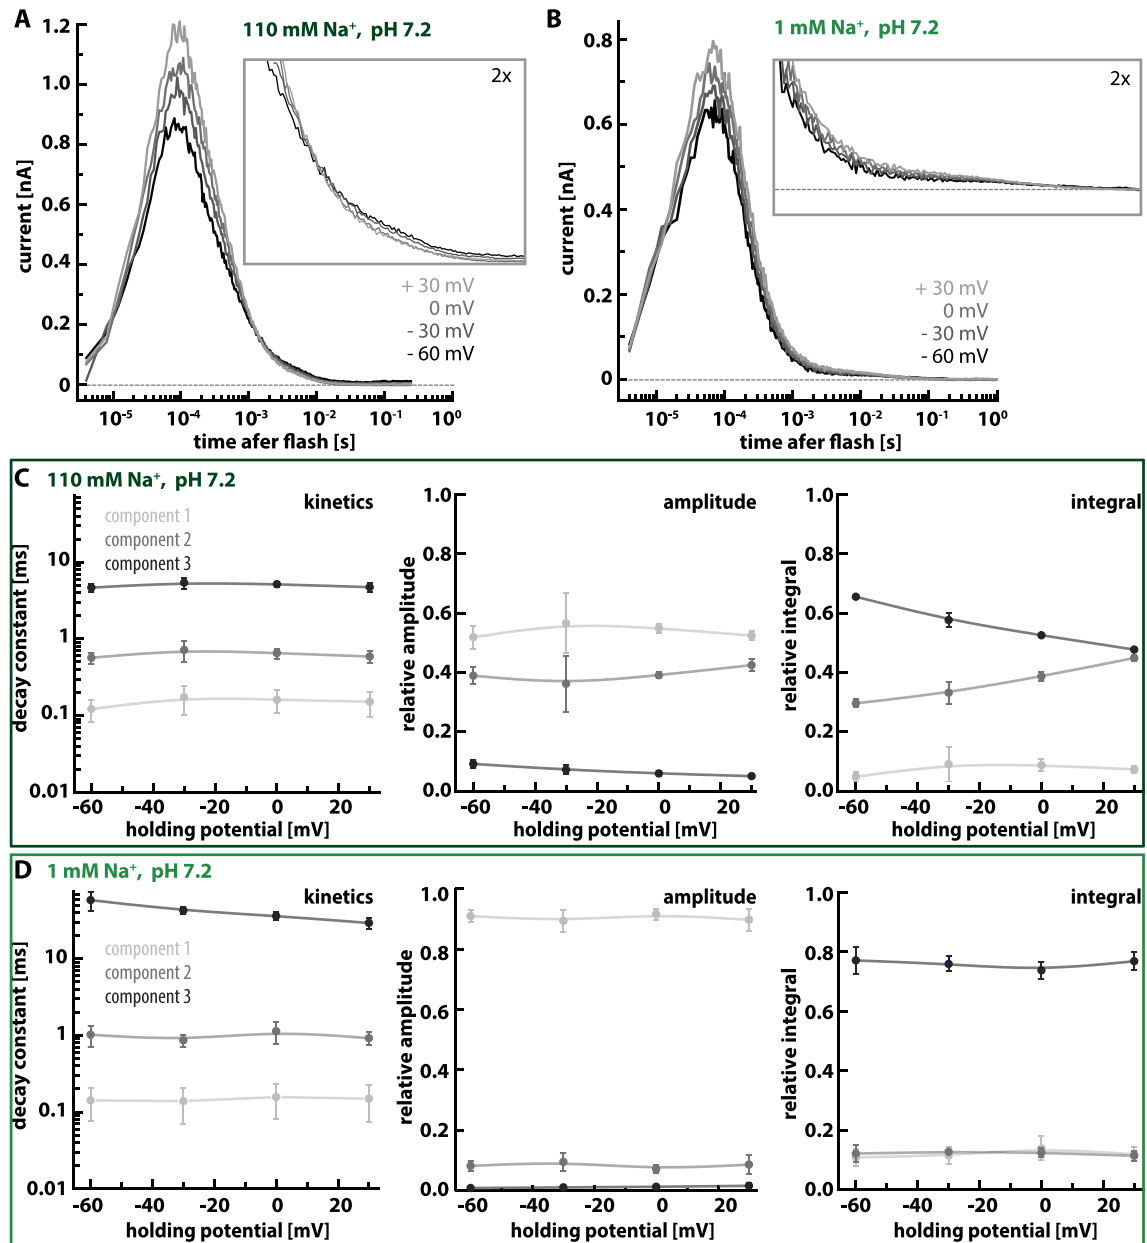 A
110 mM Na⁺, pH 7.2
current [nA]
1.2
1.0
0.8
0.6
0.4
0.2
0
2x
+ 30 mV
0 mV
- 30 mV
- 60 mV
10⁻⁵ 10⁻⁴ 10⁻³ 10⁻² 10⁻¹ 10⁰
time afer flash [s]
B
1 mM Na⁺, pH 7.2
current [nA]
0.8
0.6
0.4
0.2
0
2x
+ 30 mV
0 mV
- 30 mV
- 60 mV
10⁻⁵ 10⁻⁴ 10⁻³ 10⁻² 10⁻¹ 10⁰
time afer flash [s]
C 110 mM Na⁺, pH 7.2
kinetics
component 1
component 2
component 3
decay constant [ms]
10
1
0.1
0.01
-60 -40 -20 0 20
holding potential [mV]
amplitude
relative amplitude
1.0
0.8
0.6
0.4
0.2
0.0
-60 -40 -20 0 20
holding potential [mV]
integral
relative integral
1.0
0.8
0.6
0.4
0.2
0.0
-60 -40 -20 0 20
holding potential [mV]
D 1 mM Na⁺, pH 7.2
kinetics
component 1
component 2
component 3
decay constant [ms]
10
1
0.1
0.01
-60 -40 -20 0 20
holding potential [mV]
amplitude
relative amplitude
1.0
0.8
0.6
0.4
0.2
0.0
-60 -40 -20 0 20
holding potential [mV]
integral
relative integral
1.0
0.8
0.6
0.4
0.2
0.0
-60 -40 -20 0 20
holding potential [mV]